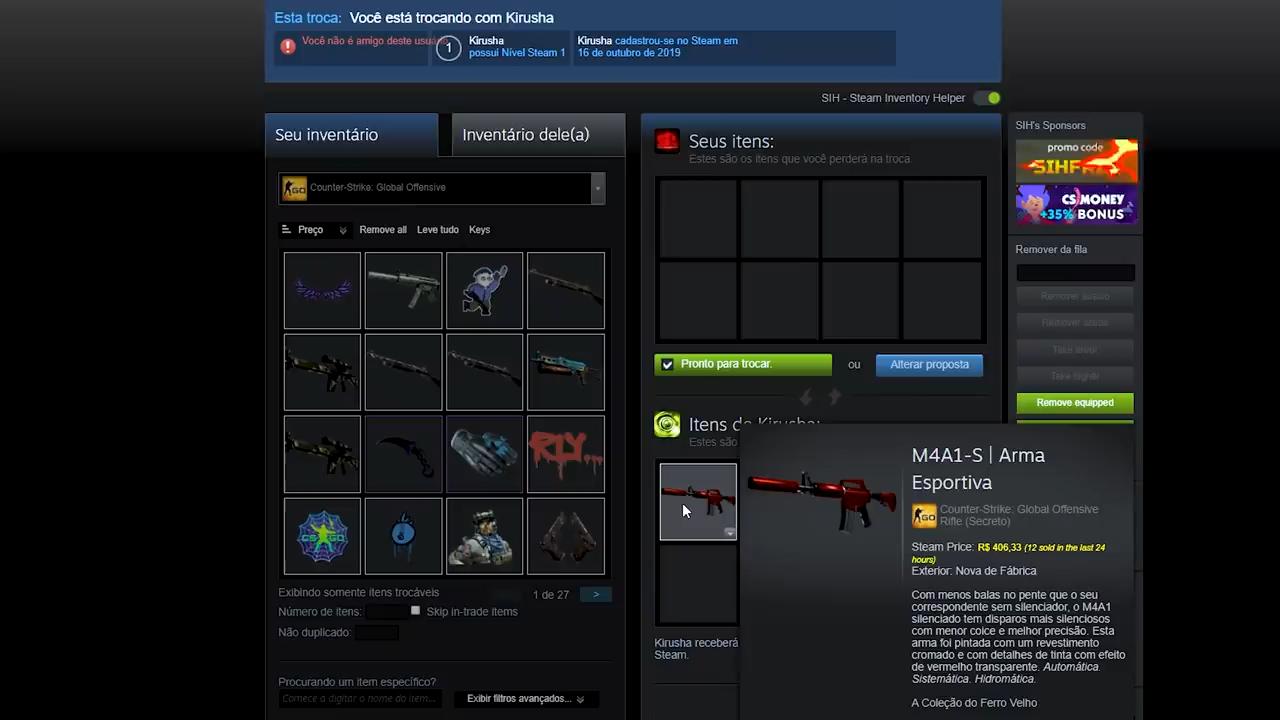 Esta troca: Você está trocando com Kirusha
Você não é amigo deste usuário
1
Kirusha
possui Nível Steam 1
Kirusha cadastrou-se no Steam em
16 de outubro de 2019
SIH - Steam Inventory Helper
Seu inventário
Inventário dele(a)
Counter-Strike: Global Offensive
Preço
Remove all
Leve tudo
Keys
RLY...
CS GO
Exibindo somente itens trocáveis
1 de 27
>
Número de itens:
Skip in-trade items
Não duplicado:
Procurando um item específico?
Comece a digitar o nome do item...
Exibir filtros avançados...
Seus itens:
Estes são os itens que você perderá na troca.
Pronto para trocar.
ou
Alterar proposta
Itens de Kirusha:
Estes são
Kirusha receberá
Steam.
SIH's Sponsors
promo code
CS.MONEY
+35% BONUS
Remover da fila
Remove equipped
M4A1-S | Arma
Esportiva
Counter-Strike: Global Offensive
Rifle (Secreto)
Steam Price: R$ 406,33 (12 sold in the last 24
hours)
Exterior: Nova de Fábrica
Com menos balas no pente que o seu
correspondente sem silenciador, o M4A1
silenciado tem disparos mais silenciosos
com menor coice e melhor precisão. Esta
arma foi pintada com um revestimento
cromado e com detalhes de tinta com efeito
de vermelho transparente. Automática.
Sistemática. Hidromática.
A Coleção do Ferro Velho